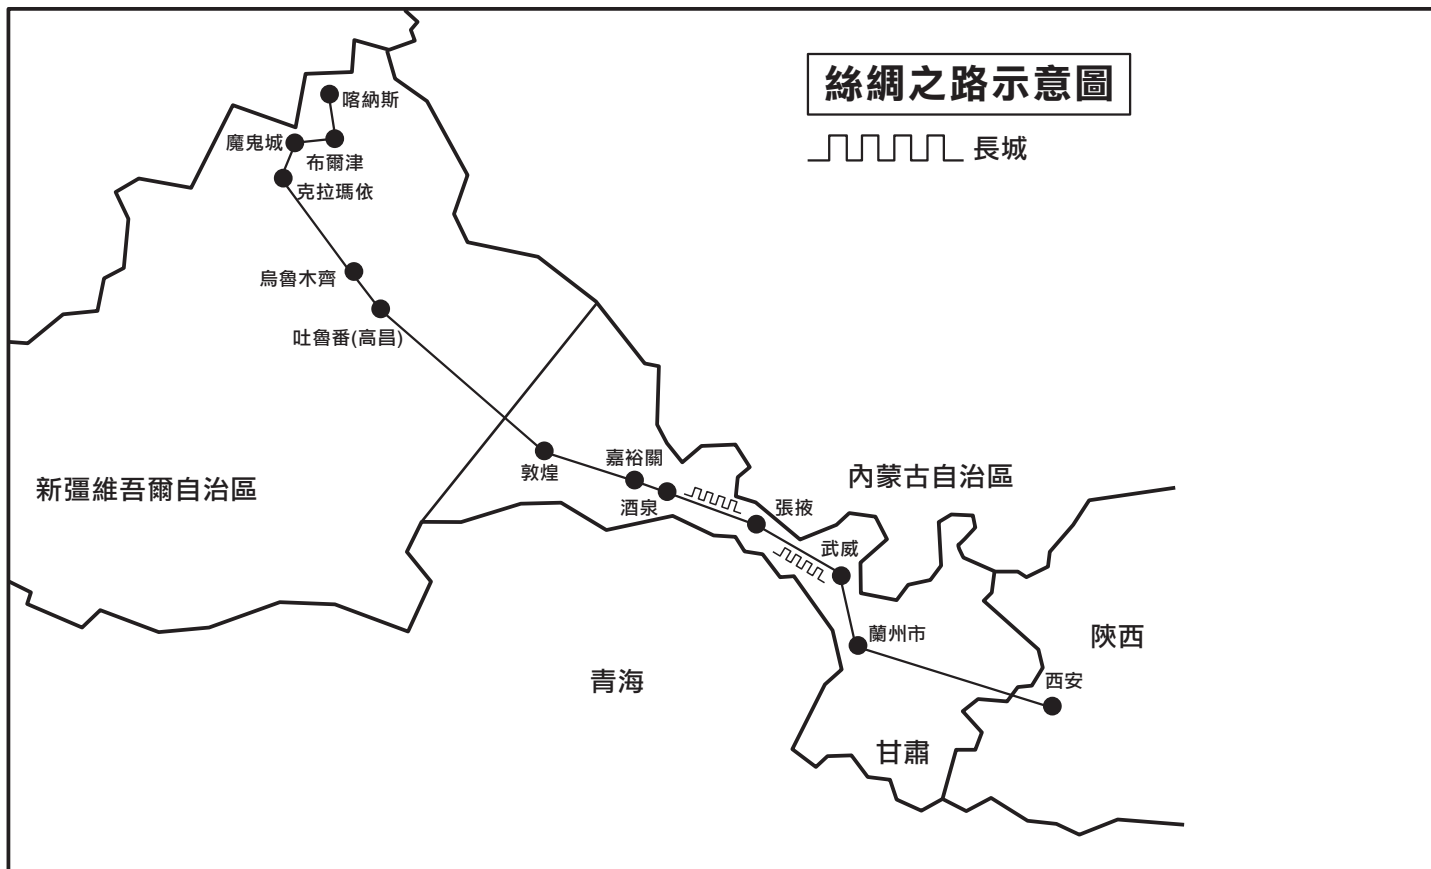 絲綢之路示意圖
長城
喀納斯
魔鬼城
布爾津
克拉瑪依
烏魯木齊
吐魯番(高昌)
新彊維吾爾自治區
敦煌
嘉裕關
酒泉
張掖
內蒙古自治區
武威
蘭州市
陝西
西安
青海
甘肅